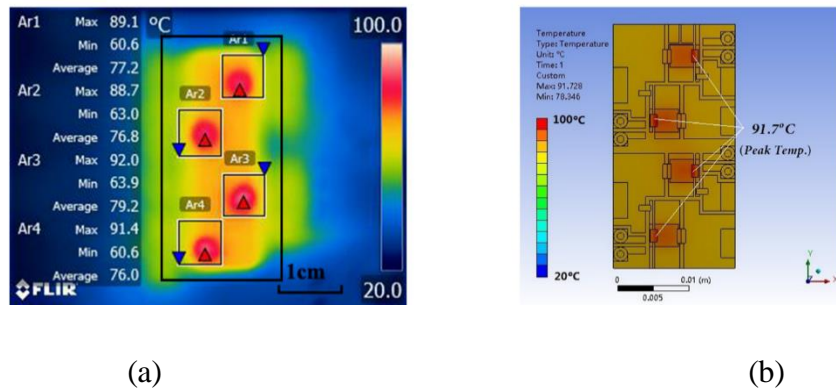 Ar1 Max 89.1
Min 60.6
Average 77.2
Ar2 Max 88.7
Min 63.0
Average 76.8
Ar3 Max 92.0
Min 63.9
Average 79.2
Ar4 Max 91.4
Min 60.6
Average 76.0
FLIR
ºC
100.0
Ar1
Ar2
Ar3
Ar4
1cm
20.0
Temperature
Type: Temperature
Unit: °C
Time: 1
Custom
Max: 91.728
Min: 78.346
100°C
20°C
91.7°C
(Peak Temp.)
0 0.01 (m)
0.005
Y
Z X
(a) (b)